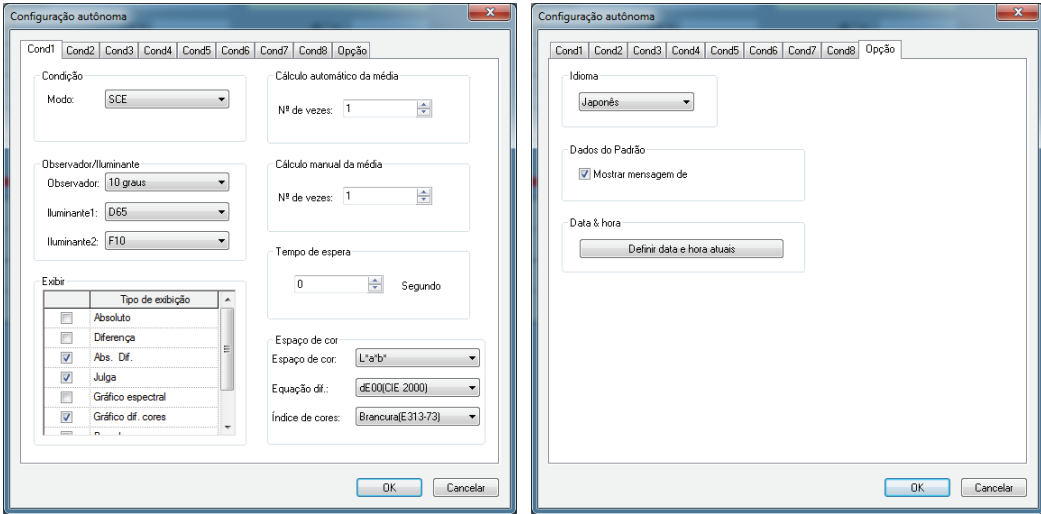 Configuração autônoma
Cond1 Cond2 Cond3 Cond4 Cond5 Cond6 Cond7 Cond8 Opção
Condição
Modo: SCE
Observador/Iluminante
Observador: 10 graus
Iluminante1: D65
Iluminante2: F10
Exibir
Tipo de exibição
Absoluto
Diferença
Abs. Dif.
Julga
Gráfico espectral
Gráfico dif. cores
Cálculo automático da média
Nº de vezes: 1
Cálculo manual da média
Nº de vezes: 1
Tempo de espera
0 Segundo
Espaço de cor
Espaço de cor: L*a*b*
Equação dif.: dE00(CIE 2000)
Índice de cores: Brancura(E313-73)
OK Cancelar
Configuração autônoma
Cond1 Cond2 Cond3 Cond4 Cond5 Cond6 Cond7 Cond8 Opção
Idioma
Japonês
Dados do Padrão
Mostrar mensagem de
Data & hora
Definir data e hora atuais
OK Cancelar